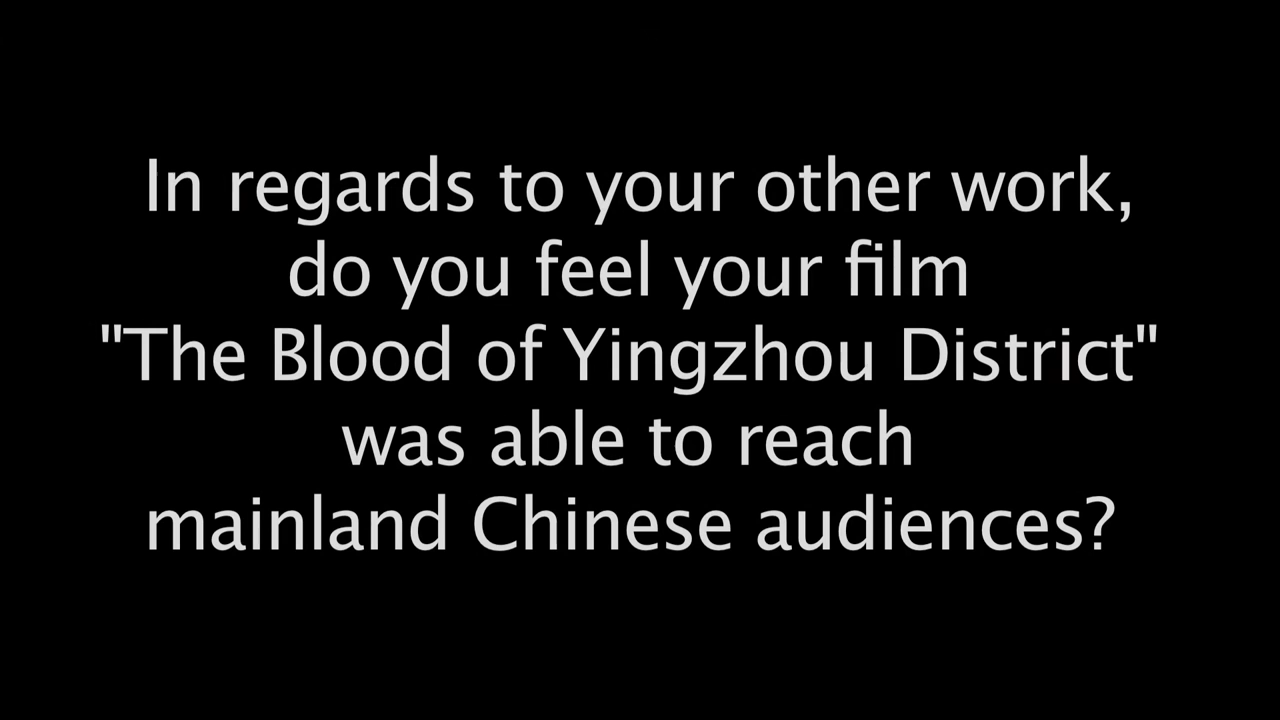 In regards to your other work,
do you feel your film
"The Blood of Yingzhou District"
was able to reach
mainland Chinese audiences?